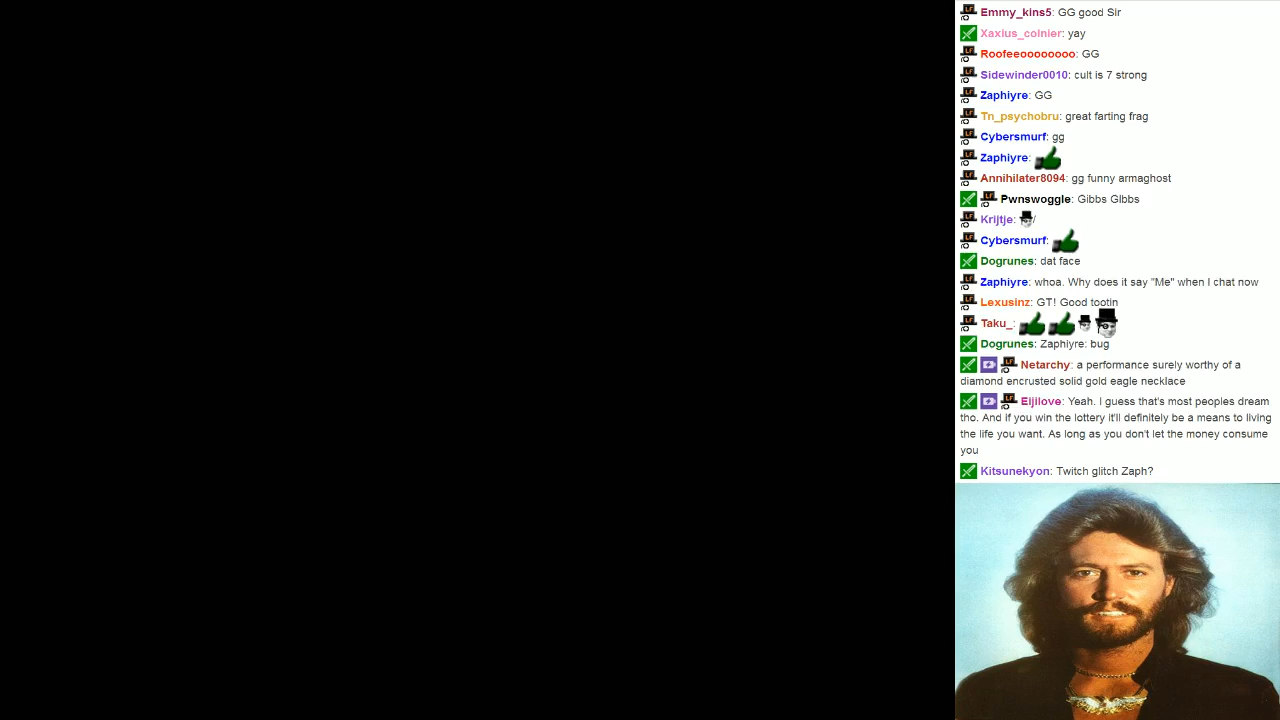 Emmy_kins5: GG good Sir
Xaxius_colnier: yay
Roofeeoooooooo: GG
Sidewinder0010: cult is 7 strong
Zaphiyre: GG
Tn_psychobru: great farting frag
Cybersmurf: gg
Zaphiyre:
Annihilater8094: gg funny armaghost
Pwnswoggle: Gibbs GIbbs
Krijtje: /
Cybersmurf:
Dogrunes: dat face
Zaphiyre: whoa. Why does it say "Me" when I chat now
Lexusinz: GT! Good tootin
Taku_:
Dogrunes: Zaphiyre: bug
Netarchy: a performance surely worthy of a
diamond encrusted solid gold eagle necklace
Eijilove: Yeah. I guess that's most peoples dream
tho. And if you win the lottery it'll definitely be a means to living
the life you want. As long as you don't let the money consume
you
Kitsunekyon: Twitch glitch Zaph?